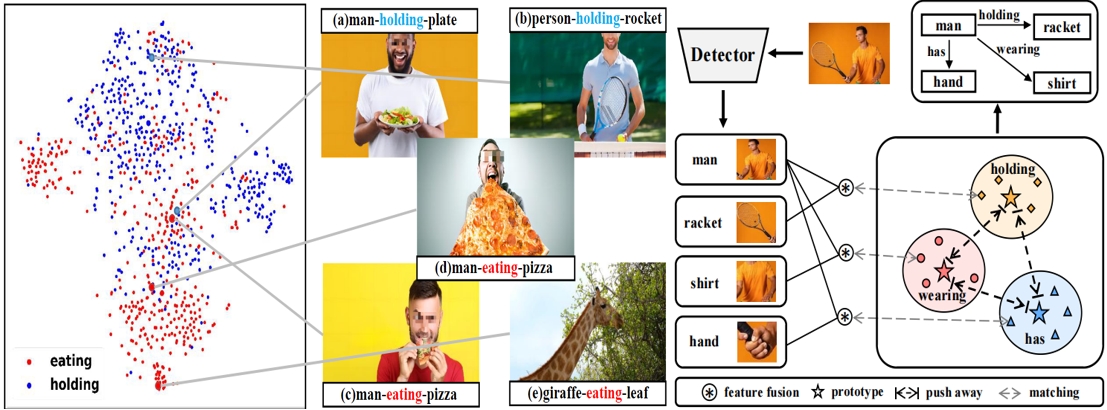 eating
holding
(a)man-holding-plate
(b)person-holding-rocket
(d)man-eating-pizza
(c)man-eating-pizza
(e)giraffe-eating-leaf
Detector
man
racket
shirt
hand
man
holding
racket
has
wearing
hand
shirt
holding
wearing
has
feature fusion
prototype
push away
matching